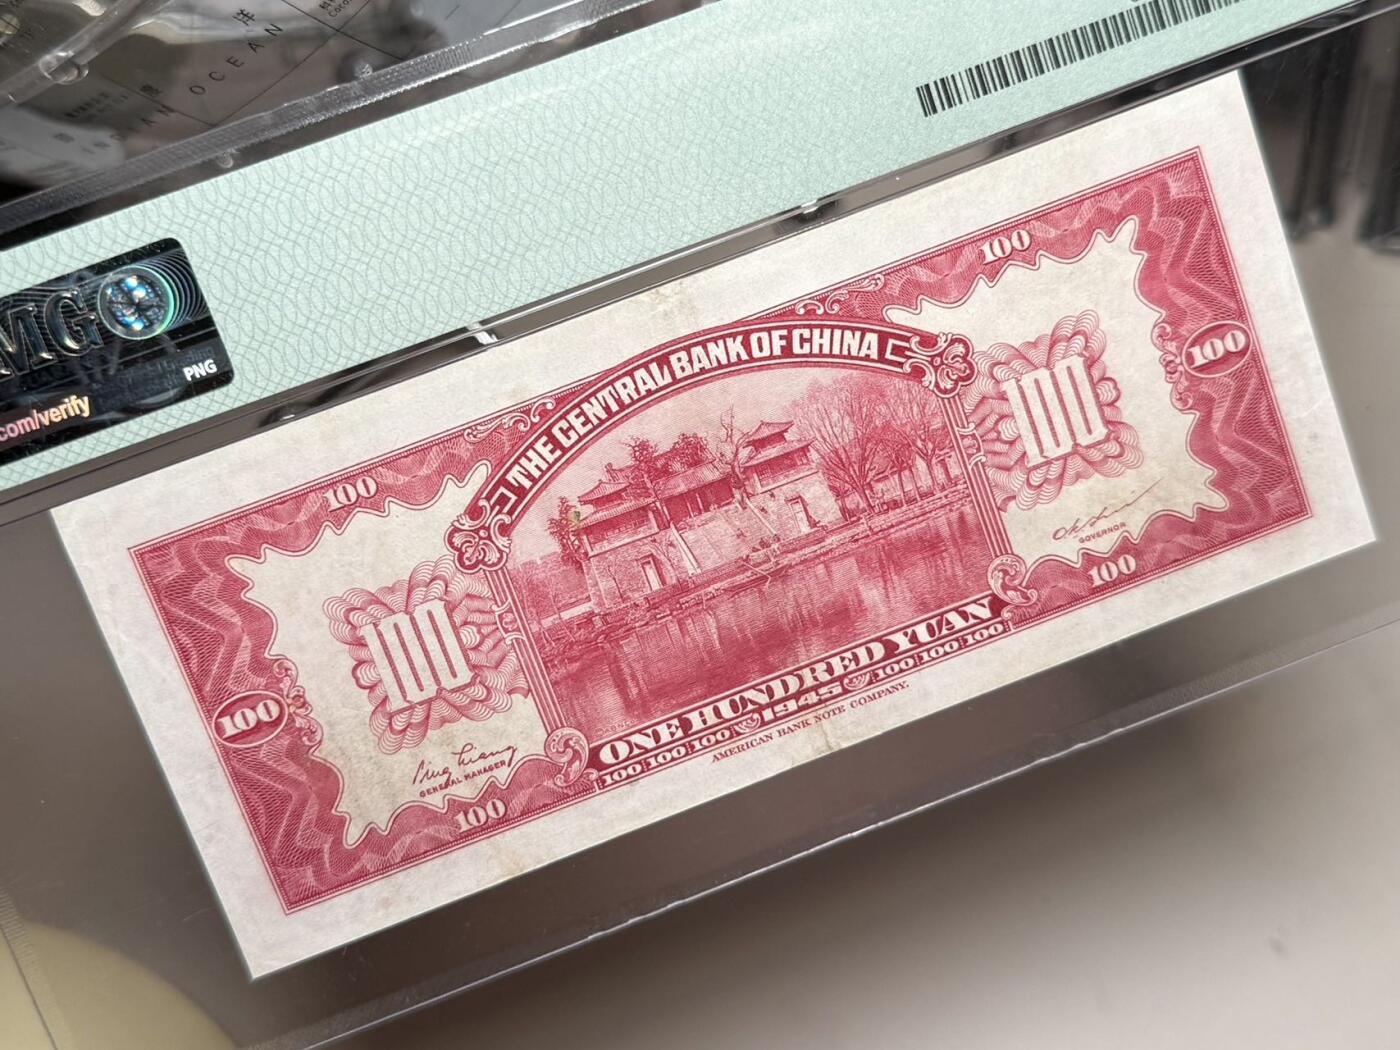 洋
OCEAN
MG
PNG
com/verify
THE CENTRAL BANK OF CHINA
100
100
100
100
100
100
GOVERNOR
100
GENERAL MANAGER
100
ONE HUNDRED YUAN
100 100 100 1945 100 100 100
AMERICAN BANK NOTE COMPANY.